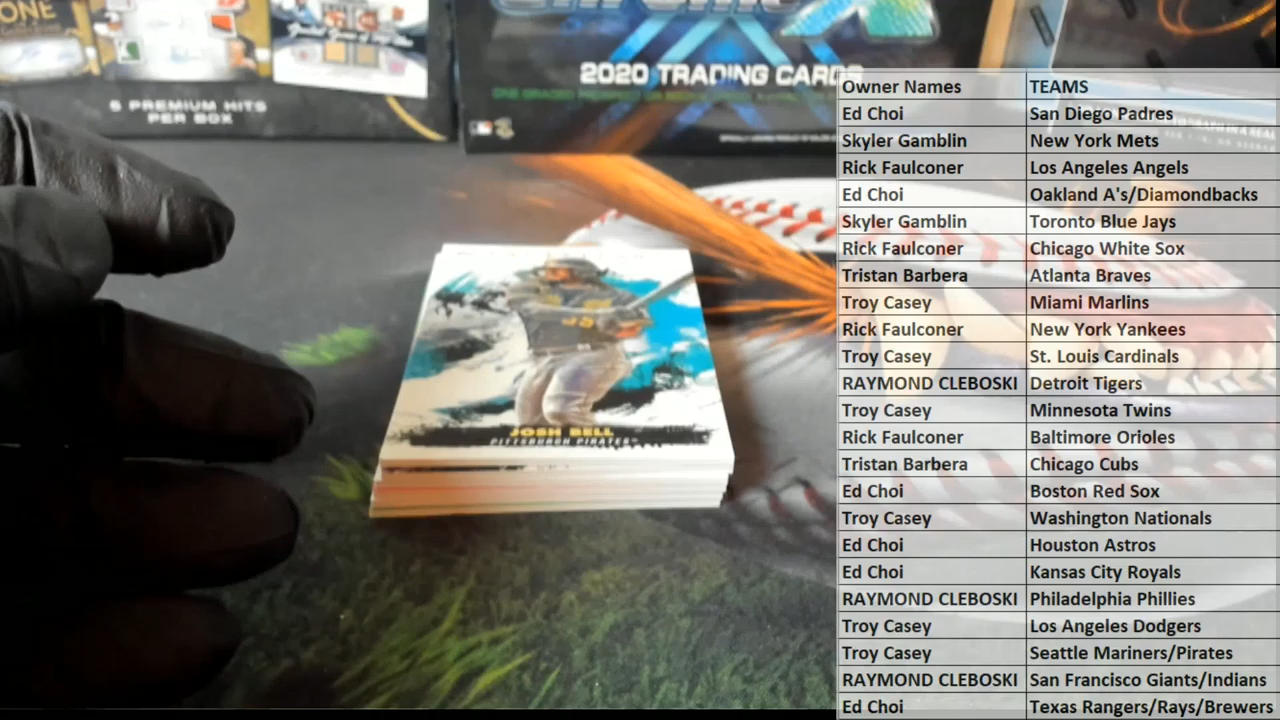 ONE
5 PREMIUM HITS
PER BOX
2020 TRADING CARDS
JOSH BELL
PITTSBURGH PIRATES
Owner Names TEAMS
Ed Choi San Diego Padres
Skyler Gamblin New York Mets
Rick Faulconer Los Angeles Angels
Ed Choi Oakland A's/Diamondbacks
Skyler Gamblin Toronto Blue Jays
Rick Faulconer Chicago White Sox
Tristan Barbera Atlanta Braves
Troy Casey Miami Marlins
Rick Faulconer New York Yankees
Troy Casey St. Louis Cardinals
RAYMOND CLEBOSKI Detroit Tigers
Troy Casey Minnesota Twins
Rick Faulconer Baltimore Orioles
Tristan Barbera Chicago Cubs
Ed Choi Boston Red Sox
Troy Casey Washington Nationals
Ed Choi Houston Astros
Ed Choi Kansas City Royals
RAYMOND CLEBOSKI Philadelphia Phillies
Troy Casey Los Angeles Dodgers
Troy Casey Seattle Mariners/Pirates
RAYMOND CLEBOSKI San Francisco Giants/Indians
Ed Choi Texas Rangers/Rays/Brewers